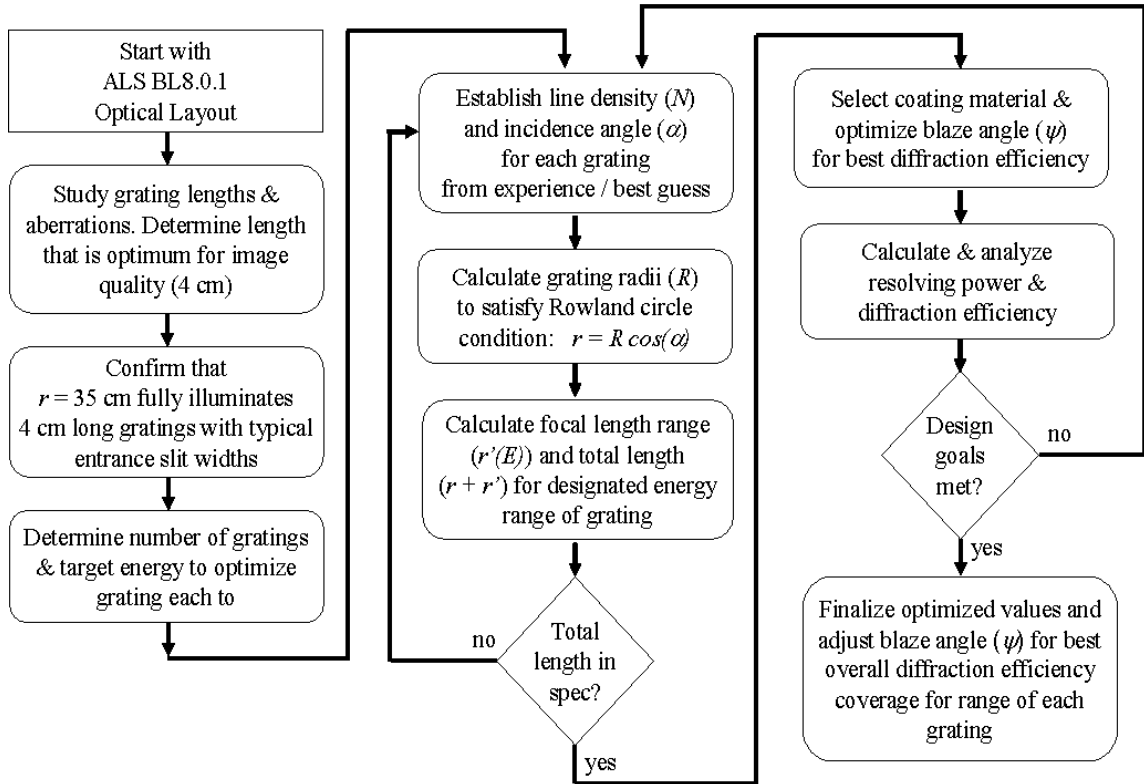 Start with
ALS BL8.0.1
Optical Layout
Study grating lengths &
aberrations. Determine length
that is optimum for image
quality (4 cm)
Confirm that
r = 35 cm fully illuminates
4 cm long gratings with typical
entrance slit widths
Determine number of gratings
& target energy to optimize
grating each to
Establish line density (N)
and incidence angle (α)
for each grating
from experience / best guess
Calculate grating radii (R)
to satisfy Rowland circle
condition: r = R cos(α)
Calculate focal length range
(r'(E)) and total length
(r + r') for designated energy
range of grating
no
Total
length in
spec?
yes
Select coating material &
optimize blaze angle (ψ)
for best diffraction efficiency
Calculate & analyze
resolving power &
diffraction efficiency
Design
goals
met?
no
yes
Finalize optimized values and
adjust blaze angle (ψ) for best
overall diffraction efficiency
coverage for range of each
grating